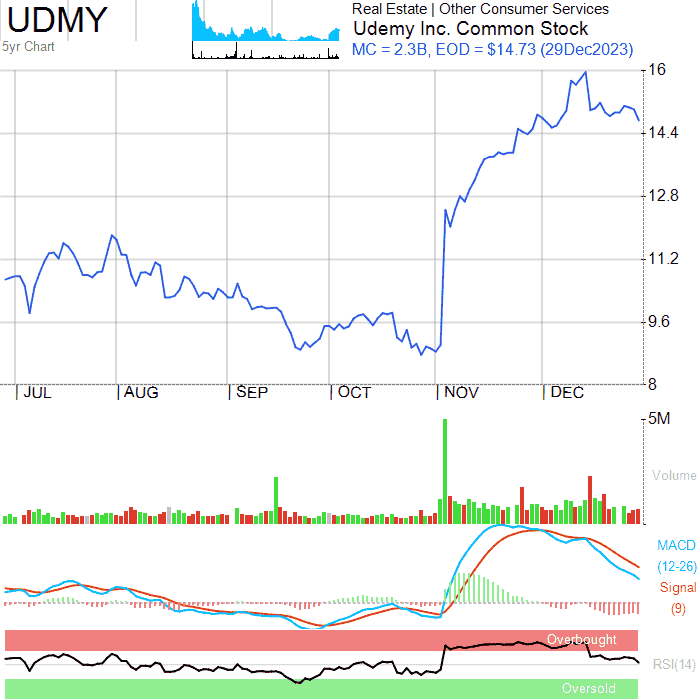 UDMY
5yr Chart
Real Estate | Other Consumer Services
Udemy Inc. Common Stock
MC = 2.3B, EOD = $14.73 (29Dec2023)
16
14.4
12.8
11.2
9.6
8
JUL AUG SEP OCT NOV DEC
5M
Volume
MACD
(12-26)
Signal
(9)
Overbought
RSI(14)
Oversold